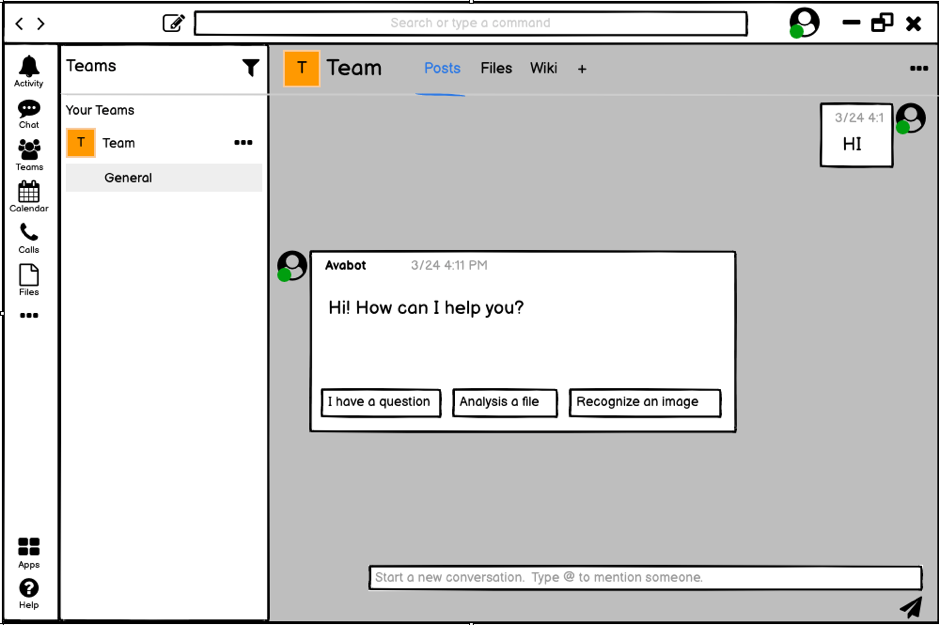 Search or type a command
Activity
Chat
Teams
Calendar
Calls
Files
Apps
Help
Teams
Your Teams
T Team
General
T Team Posts Files Wiki +
3/24 4:1
HI
Avabot 3/24 4:11 PM
Hi! How can I help you?
I have a question Analysis a file Recognize an image
Start a new conversation. Type @ to mention someone.